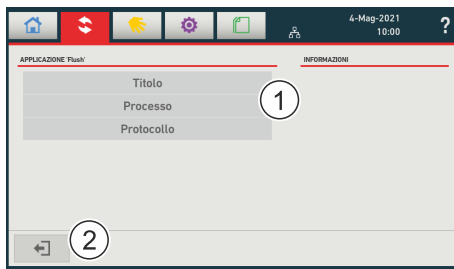 4-Mag-2021
10:00
?
APPLICAZIONE 'Flush'
INFORMAZIONI
Titolo
Processo
Protocollo
1
2